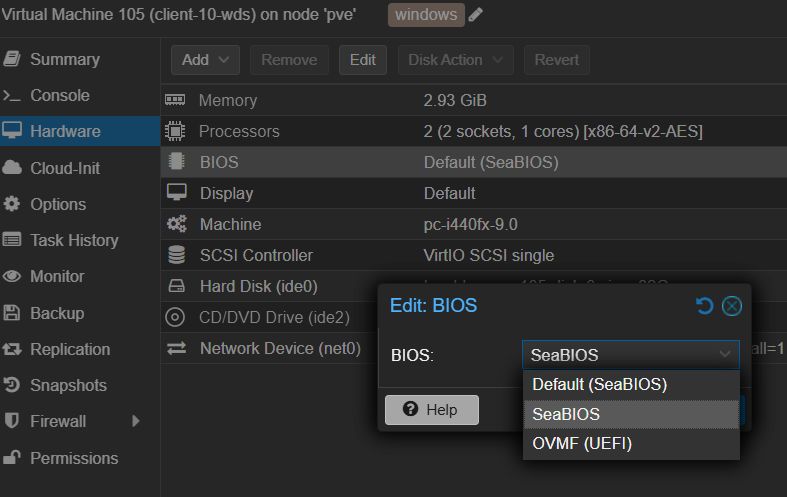 Virtual Machine 105 (client-10-wds) on node 'pve' windows
Summary
Console
Hardware
Cloud-Init
Options
Task History
Monitor
Backup
Replication
Snapshots
Firewall
Permissions
Add Remove Edit Disk Action Revert
Memory 2.93 GiB
Processors 2 (2 sockets, 1 cores) [x86-64-v2-AES]
BIOS Default (SeaBIOS)
Display Default
Machine pc-i440fx-9.0
SCSI Controller VirtIO SCSI single
Hard Disk (ide0)
CD/DVD Drive (ide2)
Network Device (net0) all=1
Edit: BIOS
BIOS: SeaBIOS
Default (SeaBIOS)
SeaBIOS
OVMF (UEFI)
Help